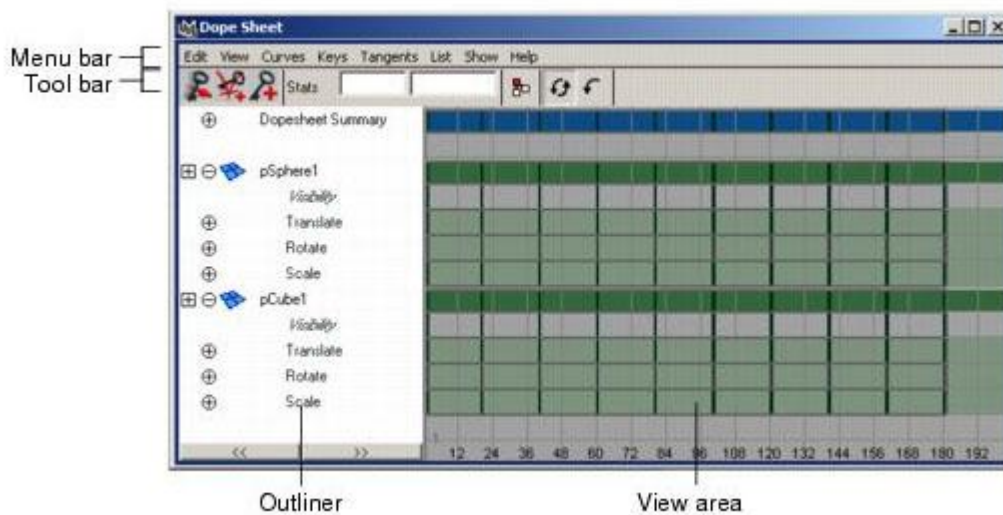 Dope Sheet
Menu bar
Edit View Curves Keys Tangents List Show Help
Tool bar
Stats
Dopesheet Summary
pSphere1
Visibility
Translate
Rotate
Scale
pCube1
Visibility
Translate
Rotate
Scale
<< >>
12 24 36 48 60 72 84 96 108 120 132 144 156 168 180 192
Outliner
View area